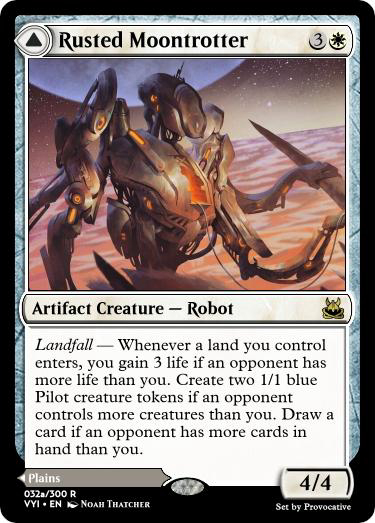 Rusted Moontrotter 3
Artifact Creature — Robot
Landfall — Whenever a land you control
enters, you gain 3 life if an opponent has
more life than you. Create two 1/1 blue
Pilot creature tokens if an opponent
controls more creatures than you. Draw a
card if an opponent has more cards in
hand than you.
Plains
4/4
032a/300 R
VYI • EN Noah Thatcher
Set by Provocative